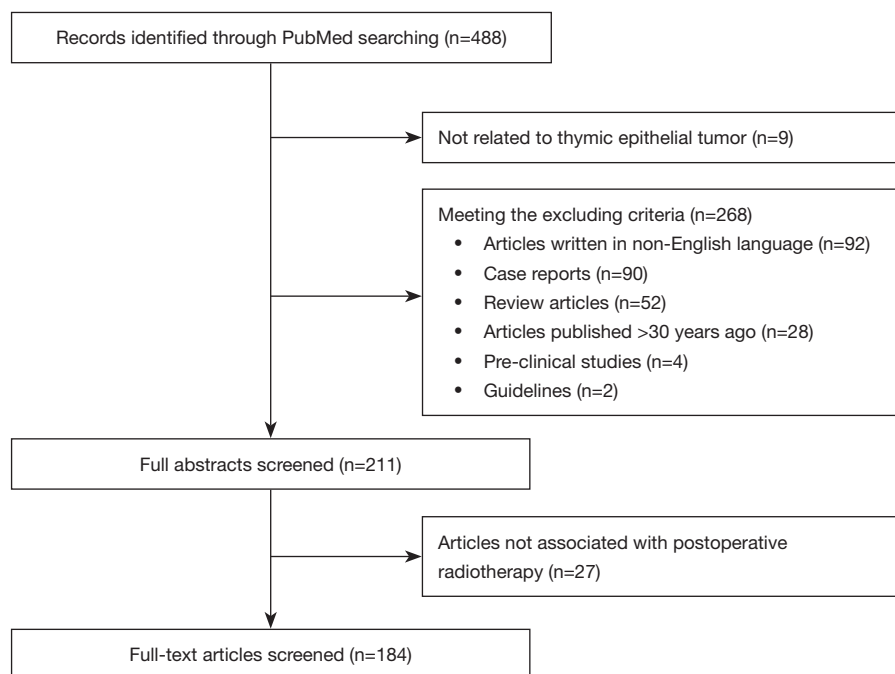 Records identified through PubMed searching (n=488)
Not related to thymic epithelial tumor (n=9)
Meeting the excluding criteria (n=268)
• Articles written in non-English language (n=92)
• Case reports (n=90)
• Review articles (n=52)
• Articles published >30 years ago (n=28)
• Pre-clinical studies (n=4)
• Guidelines (n=2)
Full abstracts screened (n=211)
Articles not associated with postoperative
radiotherapy (n=27)
Full-text articles screened (n=184)